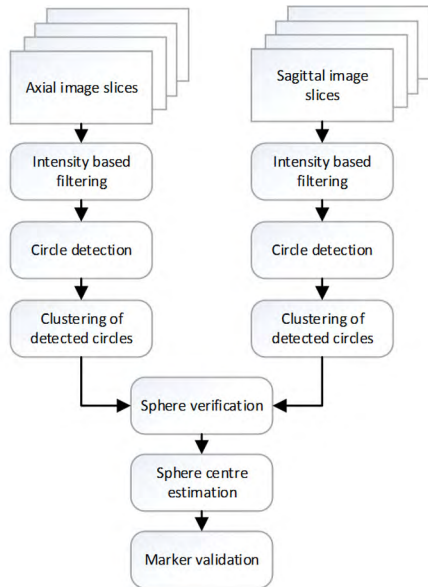 Axial image slices
Sagittal image
slices
Intensity based
filtering
Intensity based
filtering
Circle detection
Circle detection
Clustering of
detected circles
Clustering of
detected circles
Sphere verification
Sphere centre
estimation
Marker validation